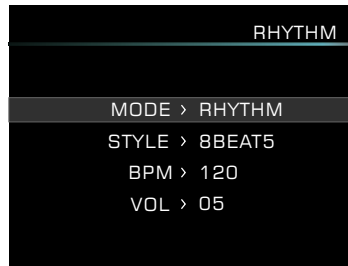 RHYTHM
MODE > RHYTHM
STYLE > 8BEAT5
BPM > 120
VOL > 05